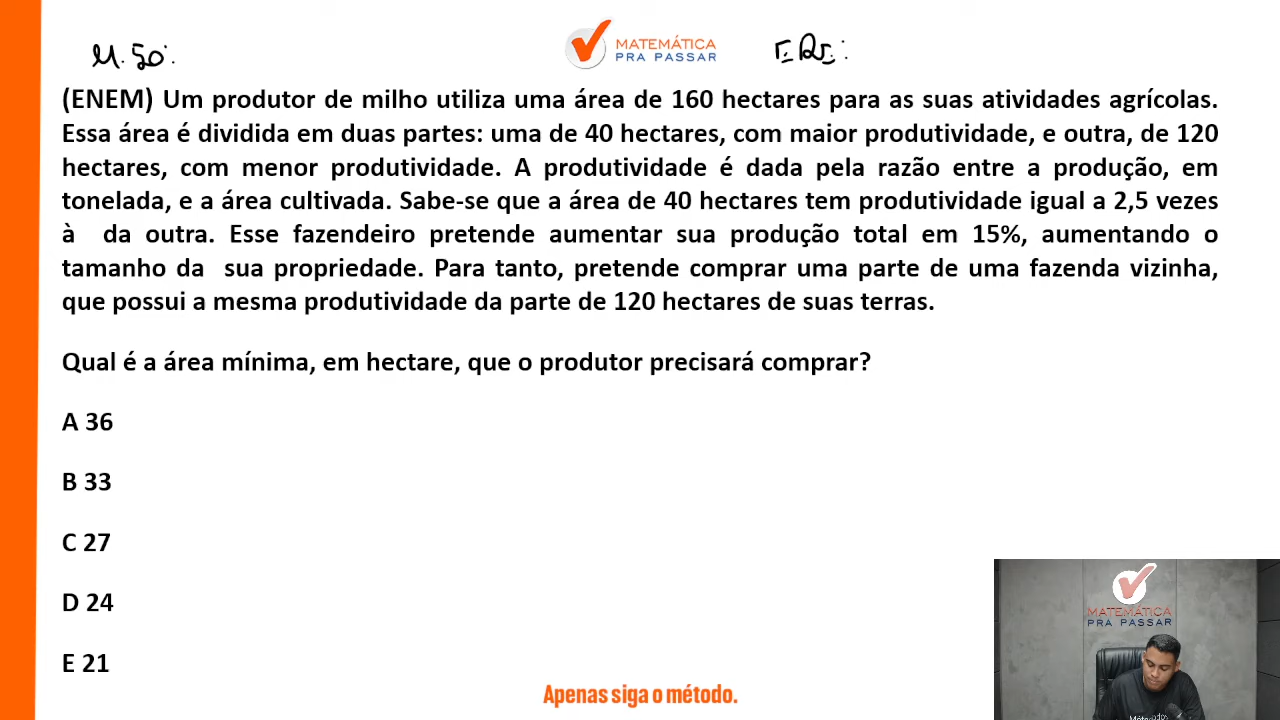 M. 50:
MATEMÁTICA
PRA PASSAR
(ENEM) Um produtor de milho utiliza uma área de 160 hectares para as suas atividades agrícolas.
Essa área é dividida em duas partes: uma de 40 hectares, com maior produtividade, e outra, de 120
hectares, com menor produtividade. A produtividade é dada pela razão entre a produção, em
tonelada, e a área cultivada. Sabe-se que a área de 40 hectares tem produtividade igual a 2,5 vezes
à da outra. Esse fazendeiro pretende aumentar sua produção total em 15%, aumentando o
tamanho da sua propriedade. Para tanto, pretende comprar uma parte de uma fazenda vizinha,
que possui a mesma produtividade da parte de 120 hectares de suas terras.
Qual é a área mínima, em hectare, que o produtor precisará comprar?
A 36
B 33
C 27
D 24
E 21
MATEMÁTICA
PRA PASSAR
Apenas siga o método.